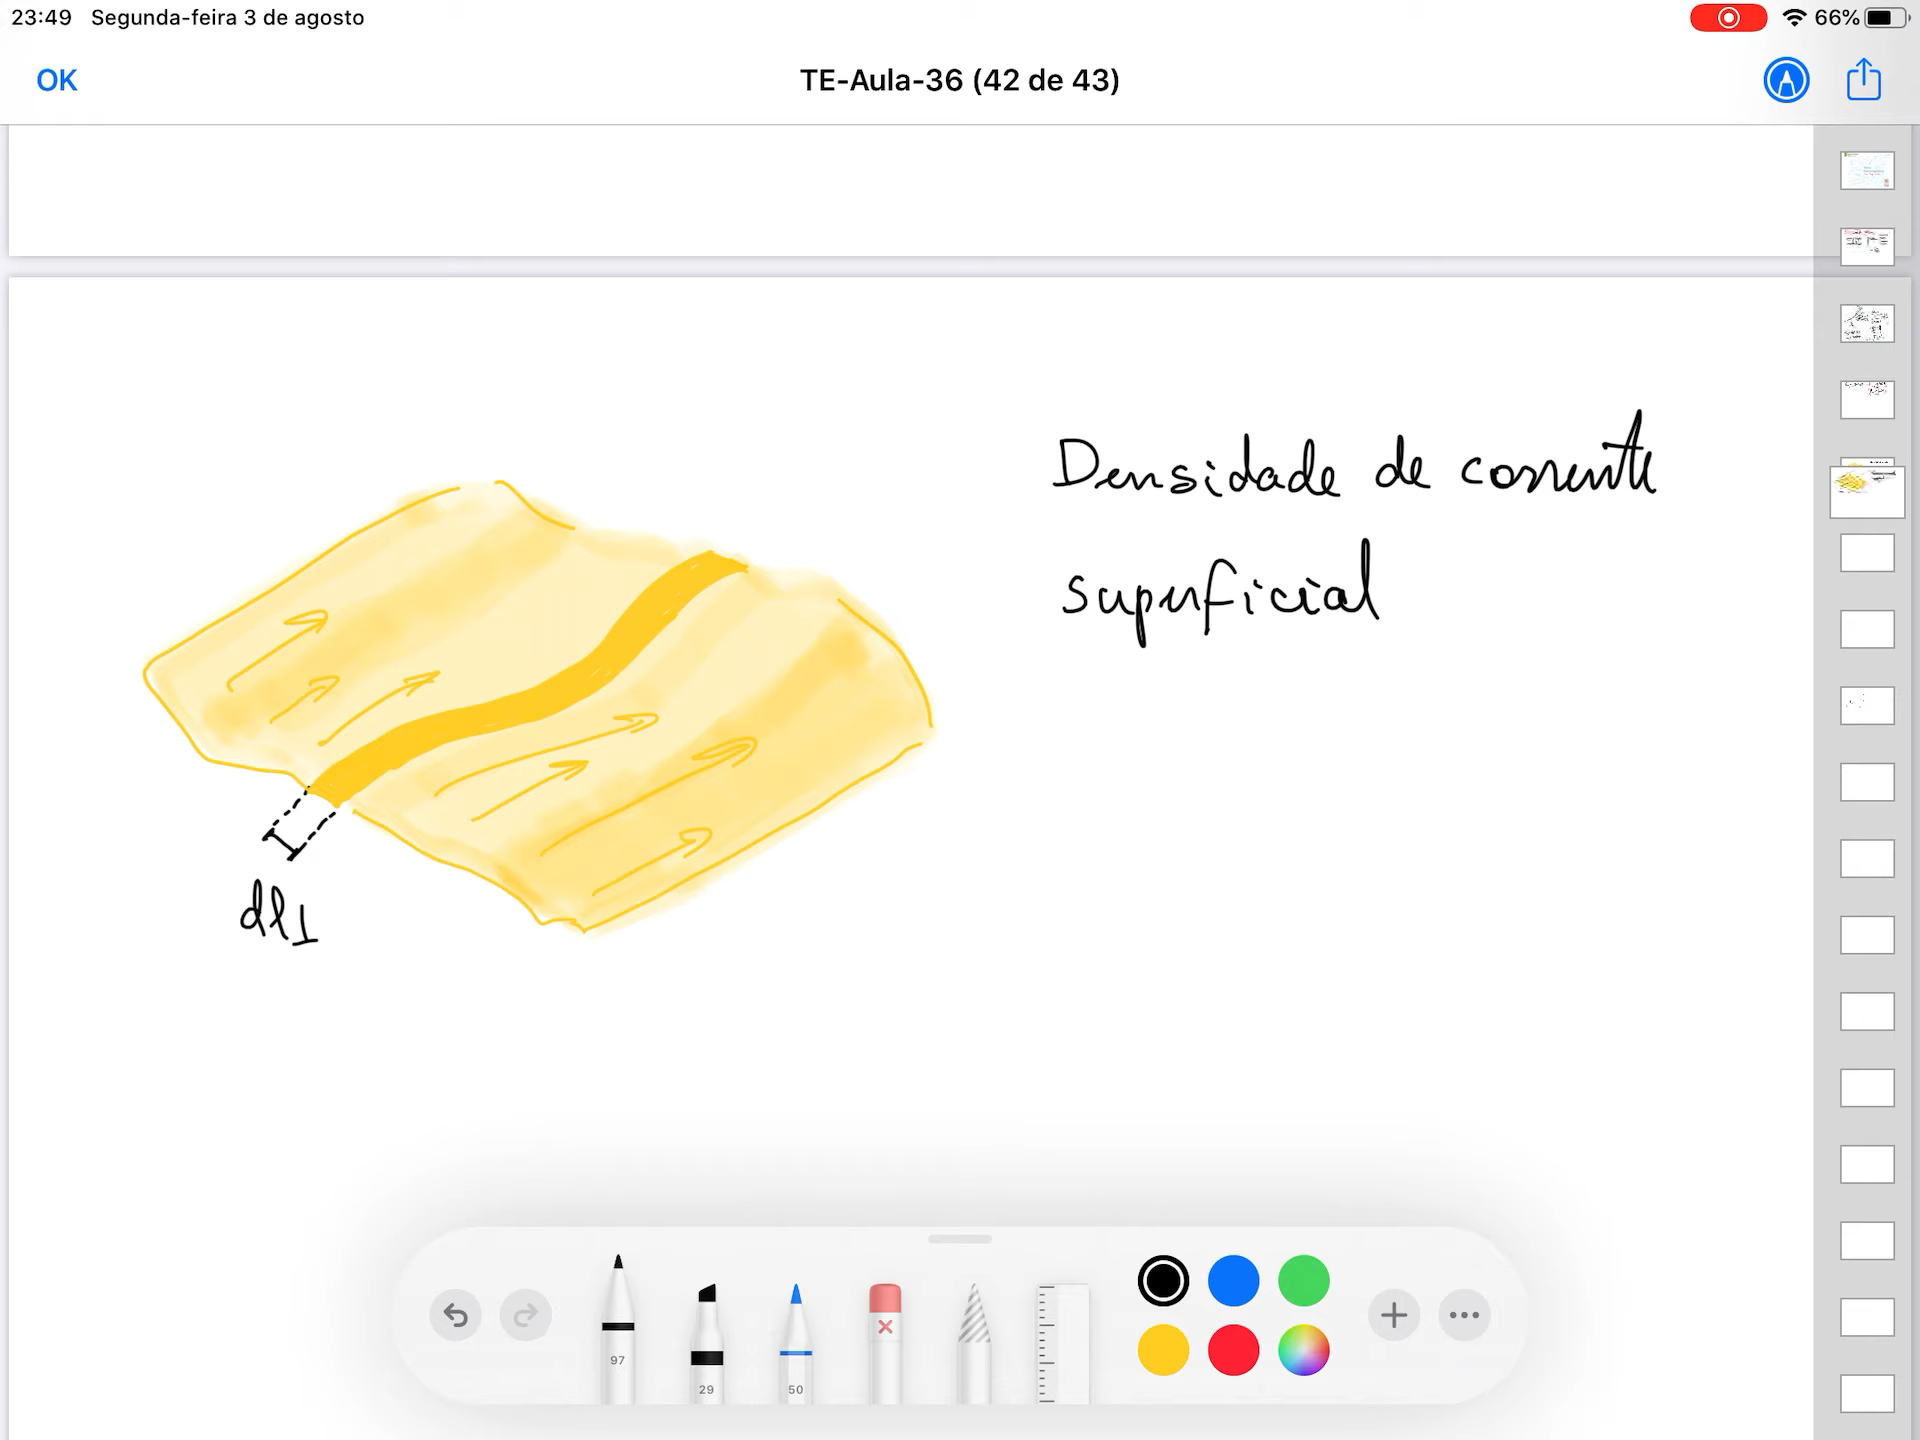 23:49 Segunda-feira 3 de agosto
66%
OK
TE-Aula-36 (42 de 43)
Densidade de corrente
superficial
dl⊥
97
29
50